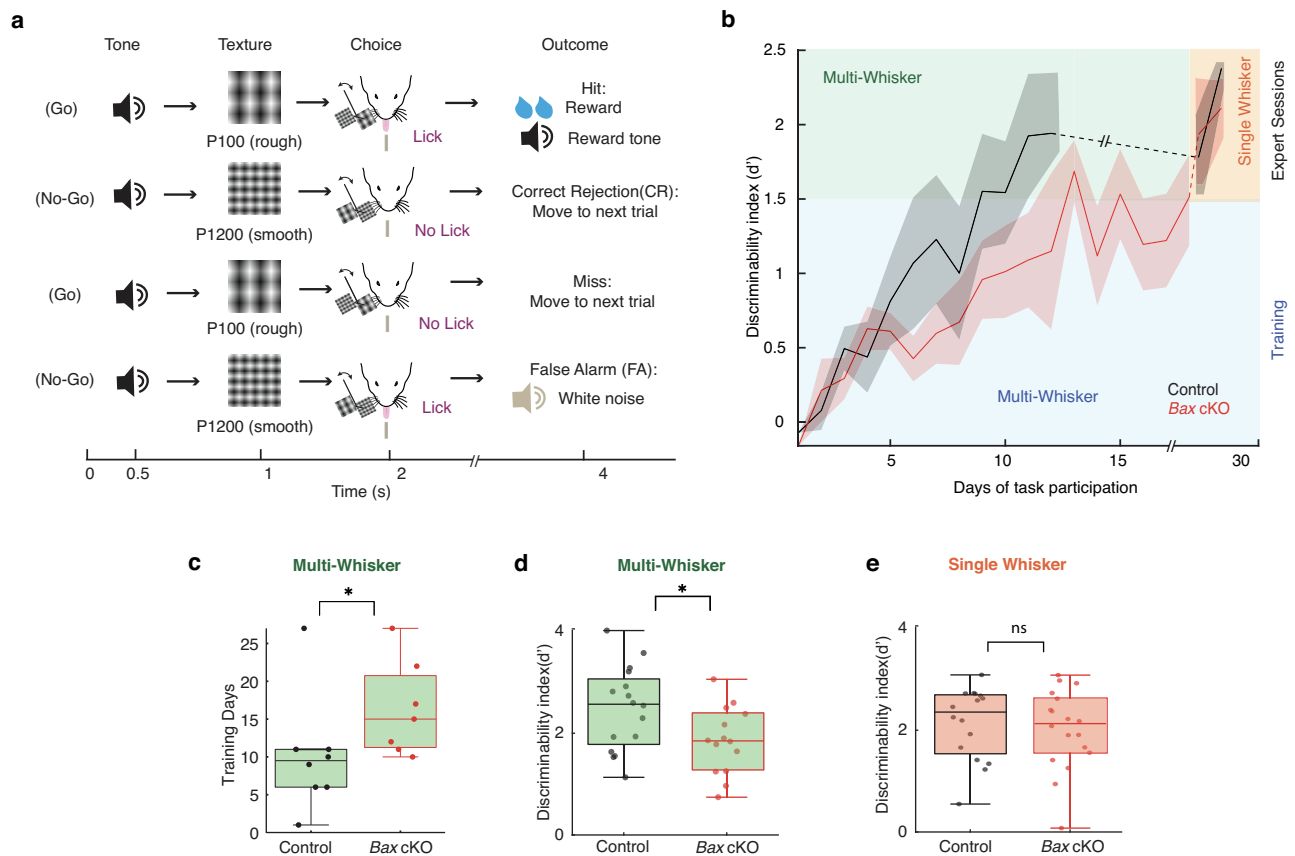 a
Tone Texture Choice Outcome
(Go)
P100 (rough)
Lick
Hit:
Reward
Reward tone
(No-Go)
P1200 (smooth)
No Lick
Correct Rejection(CR):
Move to next trial
(Go)
P100 (rough)
No Lick
Miss:
Move to next trial
(No-Go)
P1200 (smooth)
Lick
False Alarm (FA):
White noise
0 0.5 1 2 4
Time (s)
b
Discriminability index (d')
2.5
2
1.5
1
0.5
0
Multi-Whisker
Multi-Whisker
Control
Bax cKO
Single Whisker
Expert Sessions
Training
5 10 15 30
Days of task participation
c
Multi-Whisker
*
Training Days
25
20
15
10
5
0
Control Bax cKO
d
Multi-Whisker
*
Discriminability index(d')
4
2
0
Control Bax cKO
e
Single Whisker
ns
Discriminability index(d')
4
2
0
Control Bax cKO